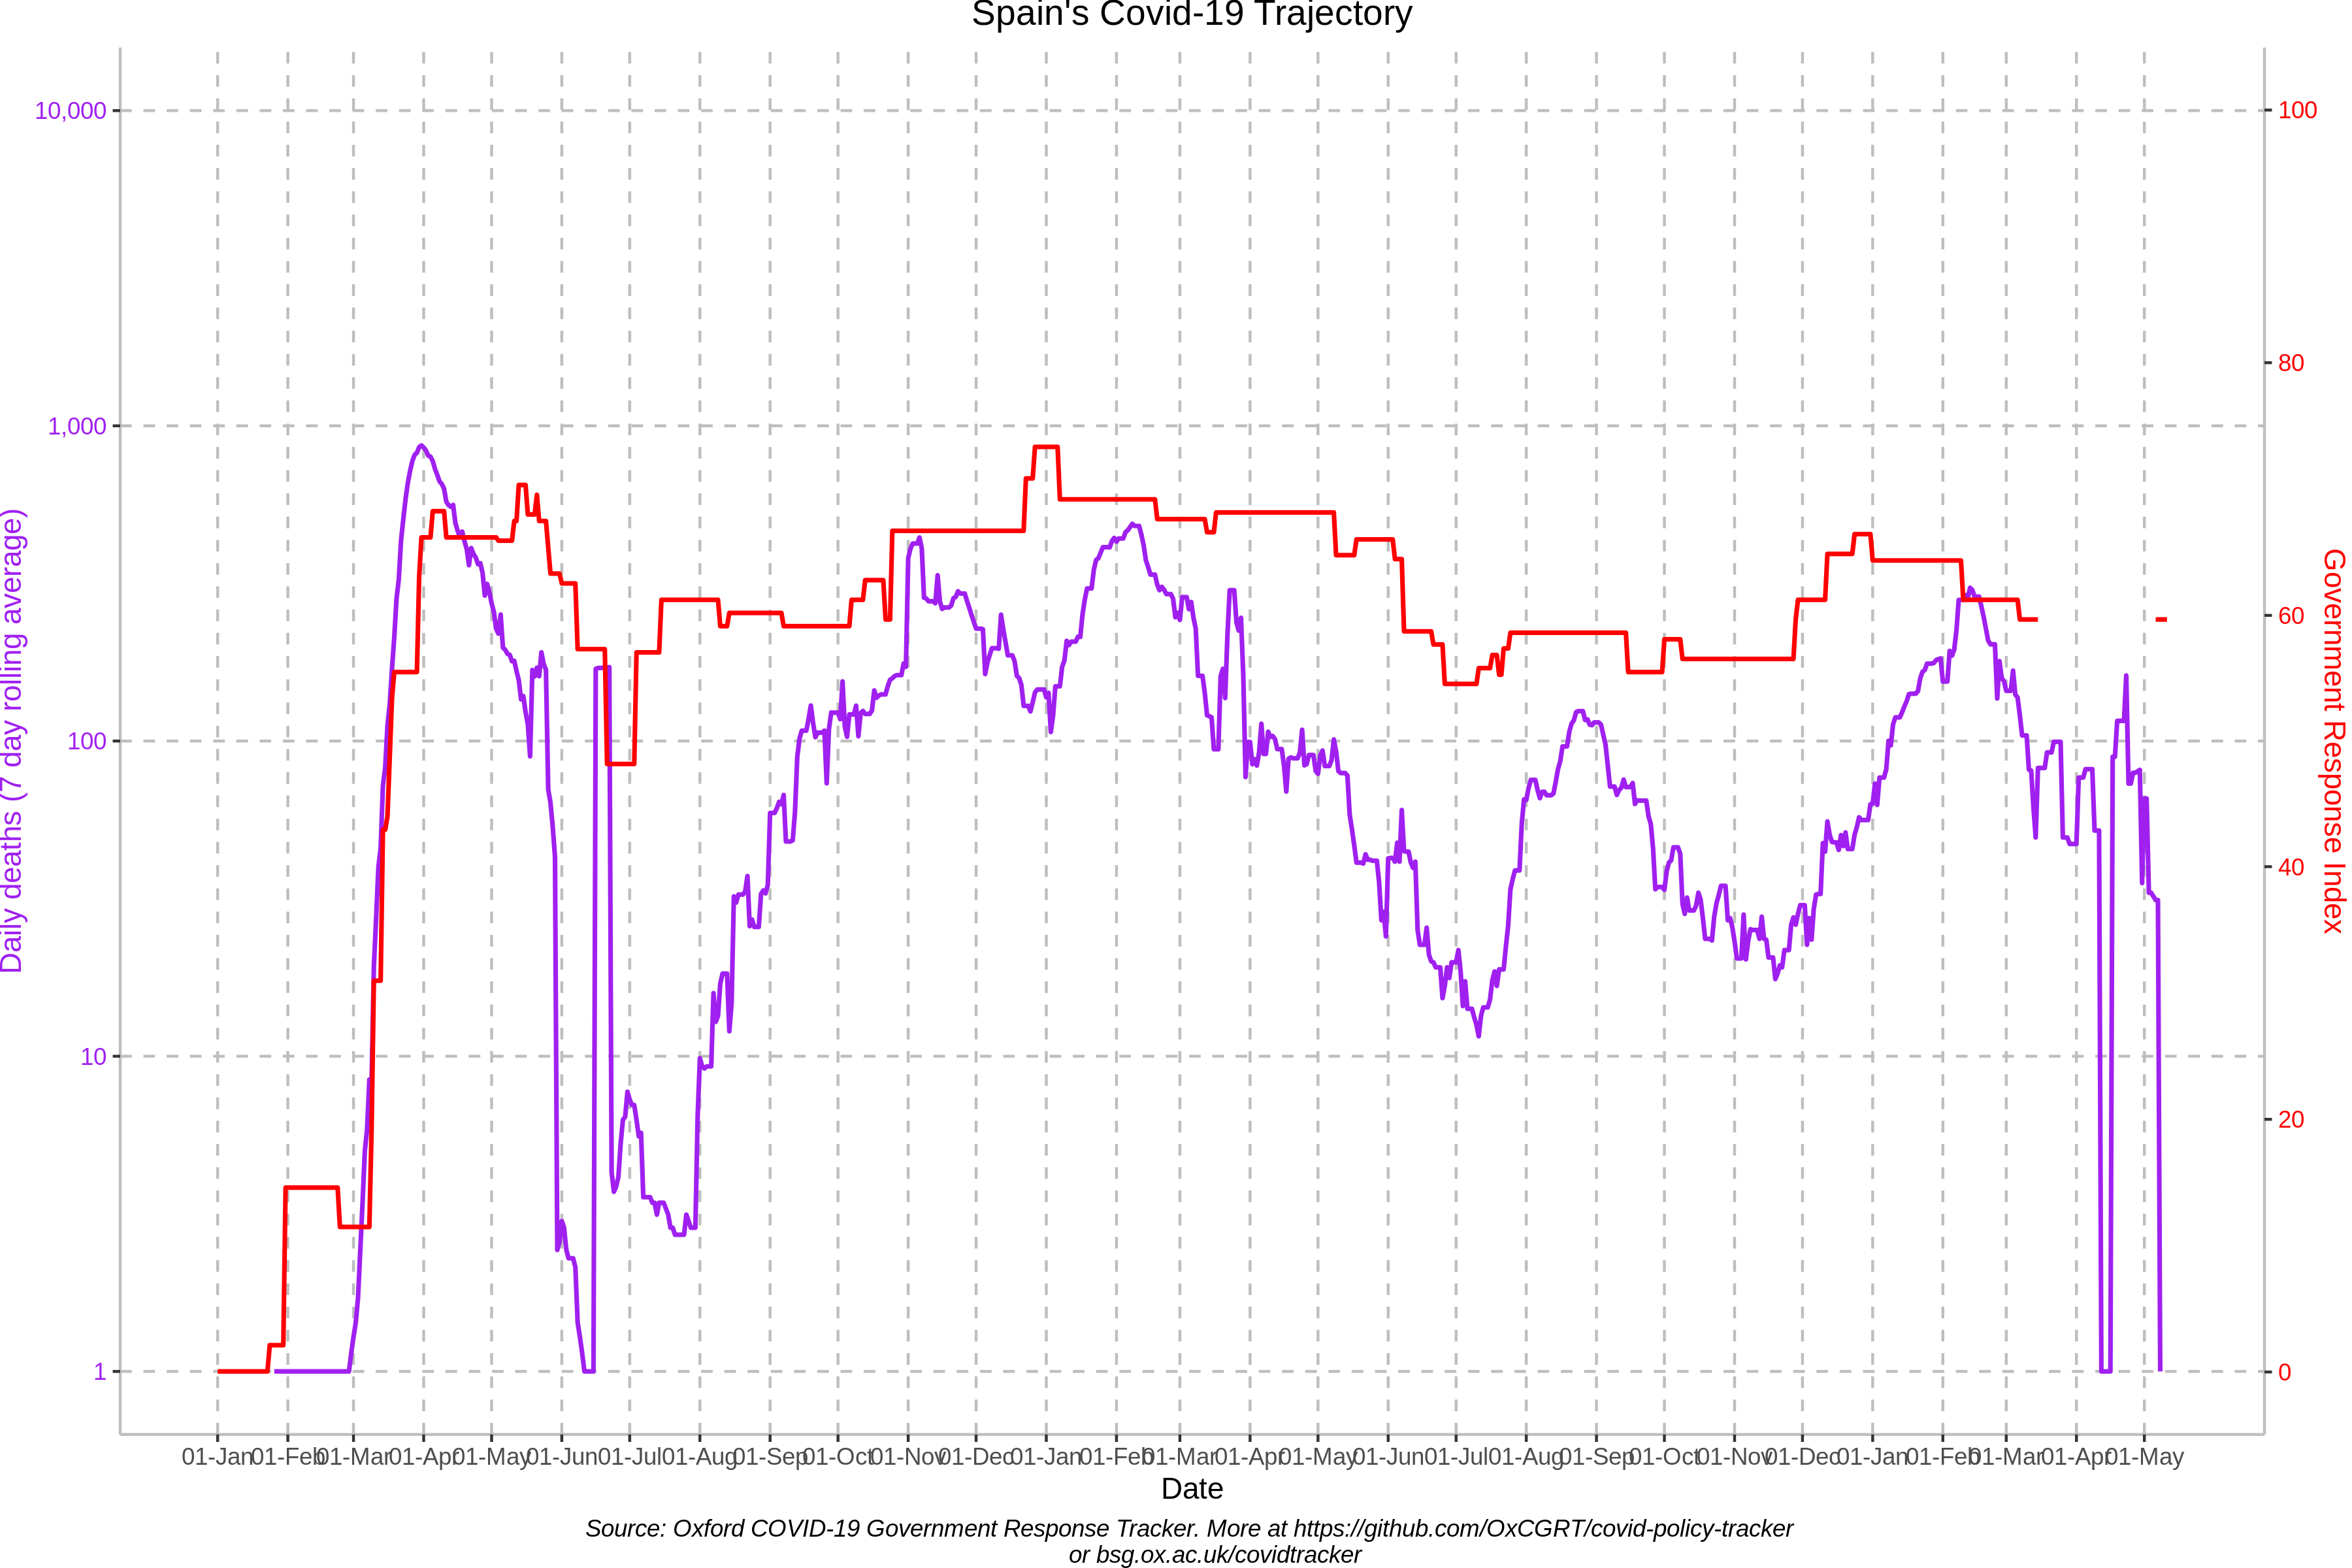 Spain's Covid-19 Trajectory
10,000
1,000
100
10
1
Daily deaths (7 day rolling average)
100
80
60
40
20
0
Government Response Index
01-Jan 01-Feb 01-Mar 01-Apr 01-May 01-Jun 01-Jul 01-Aug 01-Sep 01-Oct 01-Nov 01-Dec 01-Jan 01-Feb 01-Mar 01-Apr 01-May 01-Jun 01-Jul 01-Aug 01-Sep 01-Oct 01-Nov 01-Dec 01-Jan 01-Feb 01-Mar 01-Apr 01-May
Date
Source: Oxford COVID-19 Government Response Tracker. More at https://github.com/OxCGRT/covid-policy-tracker
or bsg.ox.ac.uk/covidtracker